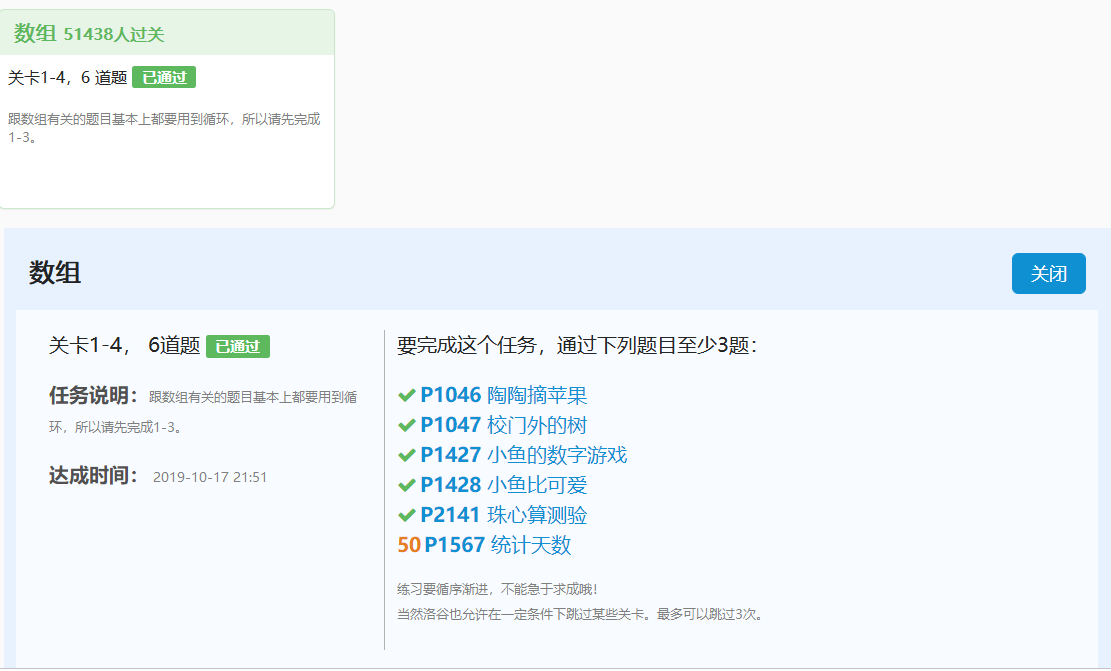 数组 51438人过关
关卡1-4，6 道题 已通过
跟数组有关的题目基本上都要用到循环，所以请先完成
1-3。
数组
关闭
关卡1-4， 6道题 已通过
任务说明：跟数组有关的题目基本上都要用到循
环，所以请先完成1-3。
达成时间： 2019-10-17 21:51
要完成这个任务，通过下列题目至少3题：
P1046 陶陶摘苹果
P1047 校门外的树
P1427 小鱼的数字游戏
P1428 小鱼比可爱
P2141 珠心算测验
50 P1567 统计天数
练习要循序渐进，不能急于求成哦！
当然洛谷也允许在一定条件下跳过某些关卡。最多可以跳过3次。